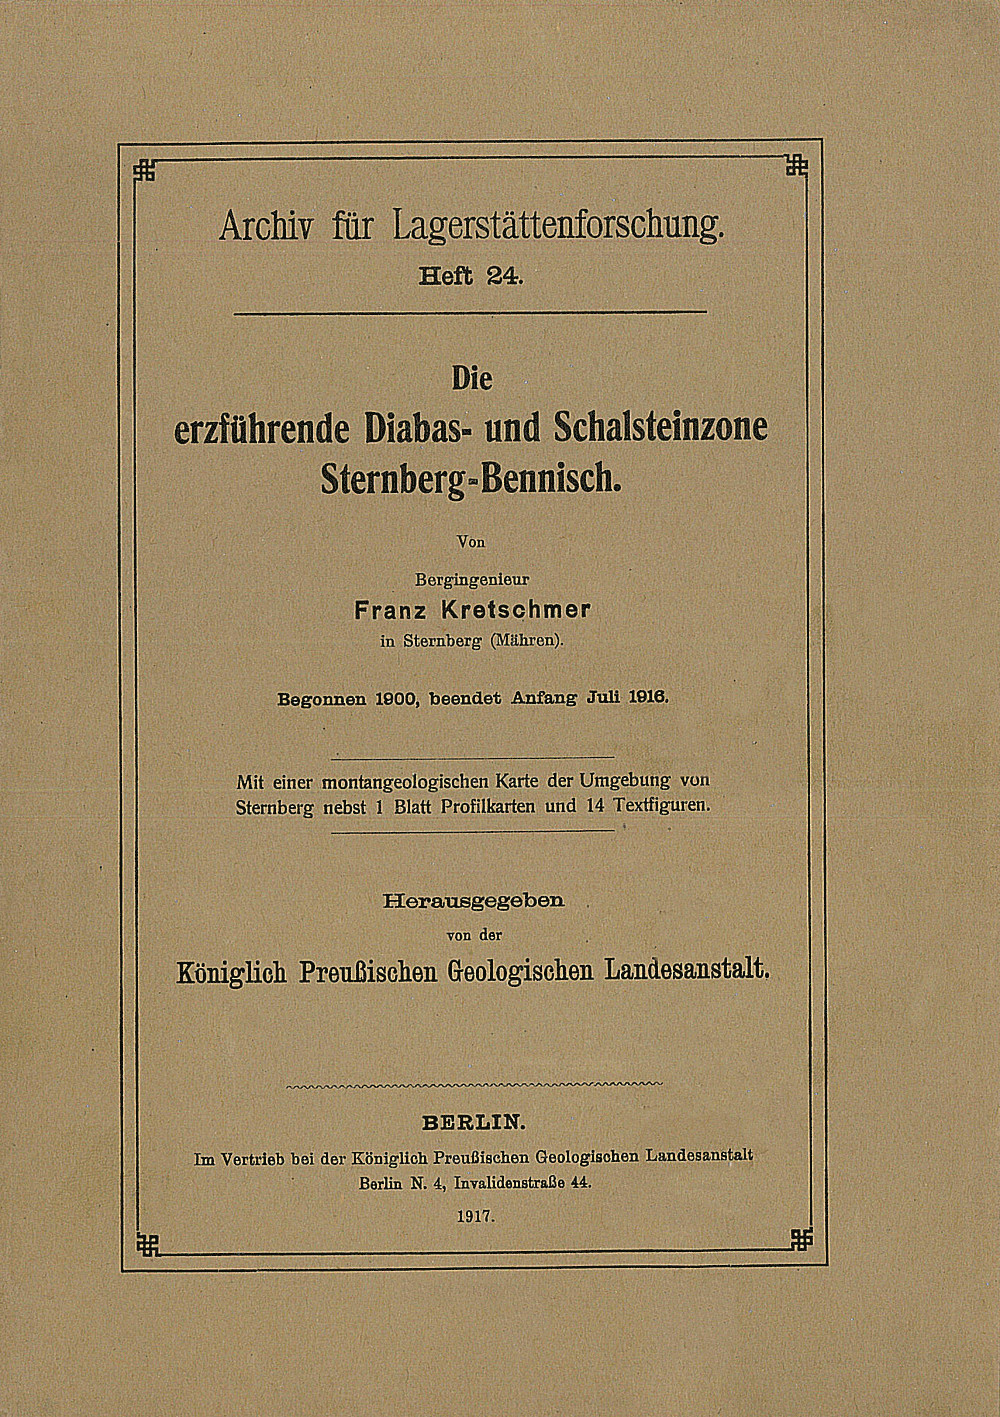 Archiv für Lagerstättenforschung.
Heft 24.
Die
erzführende Diabas- und Schalsteinzone
Sternberg-Bennisch.
Von
Bergingenieur
Franz Kretschmer
in Sternberg (Mähren).
Begonnen 1900, beendet Anfang Juli 1916.
Mit einer montangeologischen Karte der Umgebung von
Sternberg nebst 1 Blatt Profilkarten und 14 Textfiguren.
Herausgegeben
von der
Königlich Preußischen Geologischen Landesanstalt.
BERLIN.
Im Vertrieb bei der Königlich Preußischen Geologischen Landesanstalt
Berlin N. 4, Invalidenstraße 44.
1917.